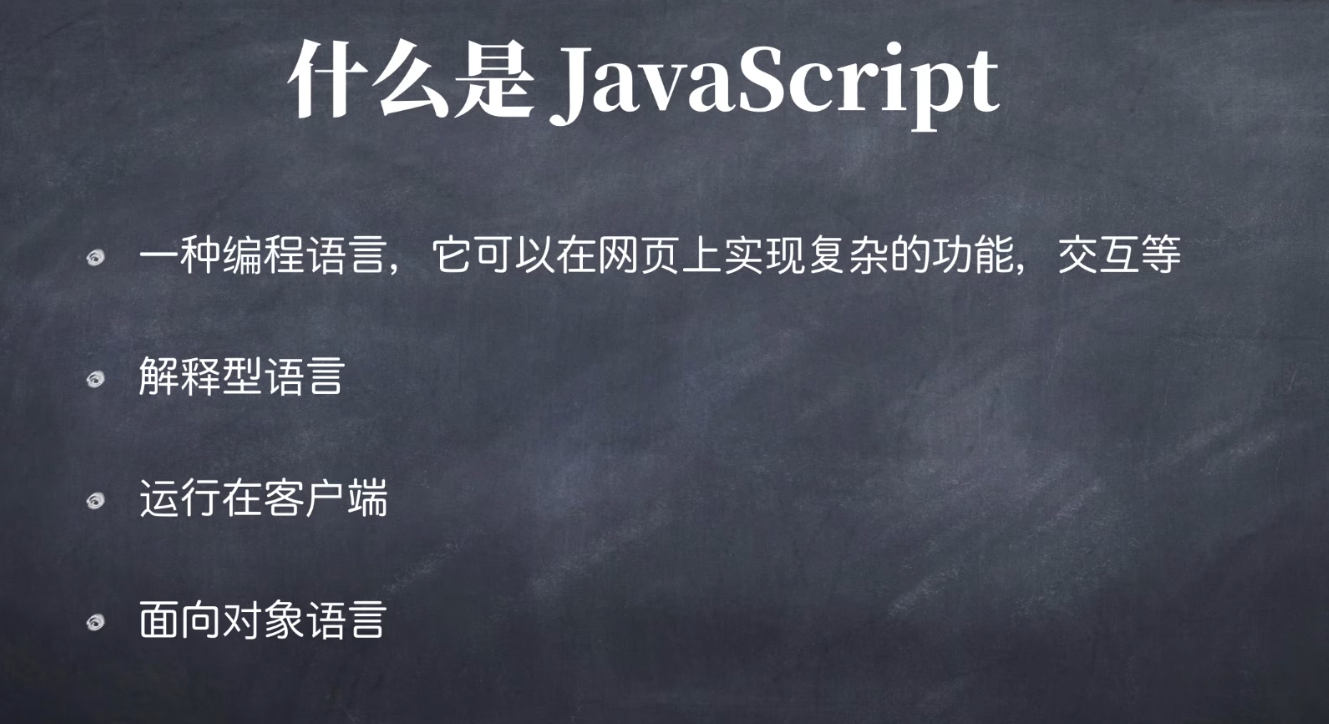 什么是 JavaScript
一种编程语言，它可以在网页上实现复杂的功能，交互等
解释型语言
运行在客户端
面向对象语言